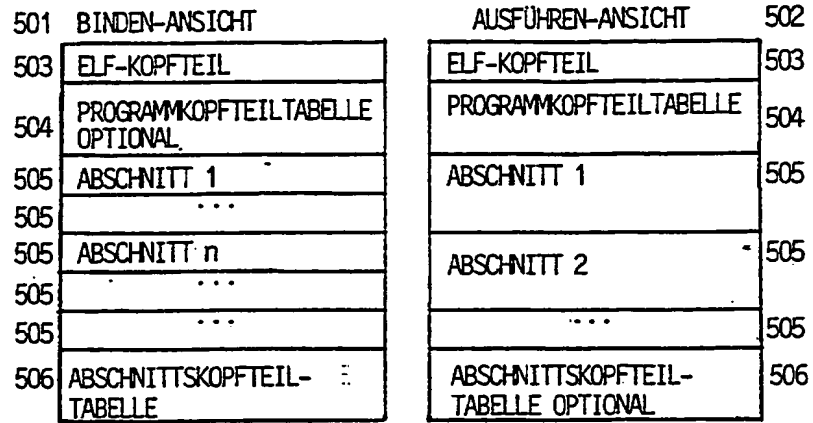 501 BINDEN-ANSICHT
503 ELF-KOPFTEIL
504 PROGRAMMKOPFTEILTABELLE
OPTIONAL.
505 ABSCHNITT 1
505 ...
505 ABSCHNITT n
505 ...
505 ...
506 ABSCHNITTSKOPFTEIL-
TABELLE
AUSFÜHREN-ANSICHT 502
ELF-KOPFTEIL 503
PROGRAMMKOPFTEILTABELLE 504
ABSCHNITT 1 505
ABSCHNITT 2 505
... 505
ABSCHNITTSKOPFTEIL- 506
TABELLE OPTIONAL